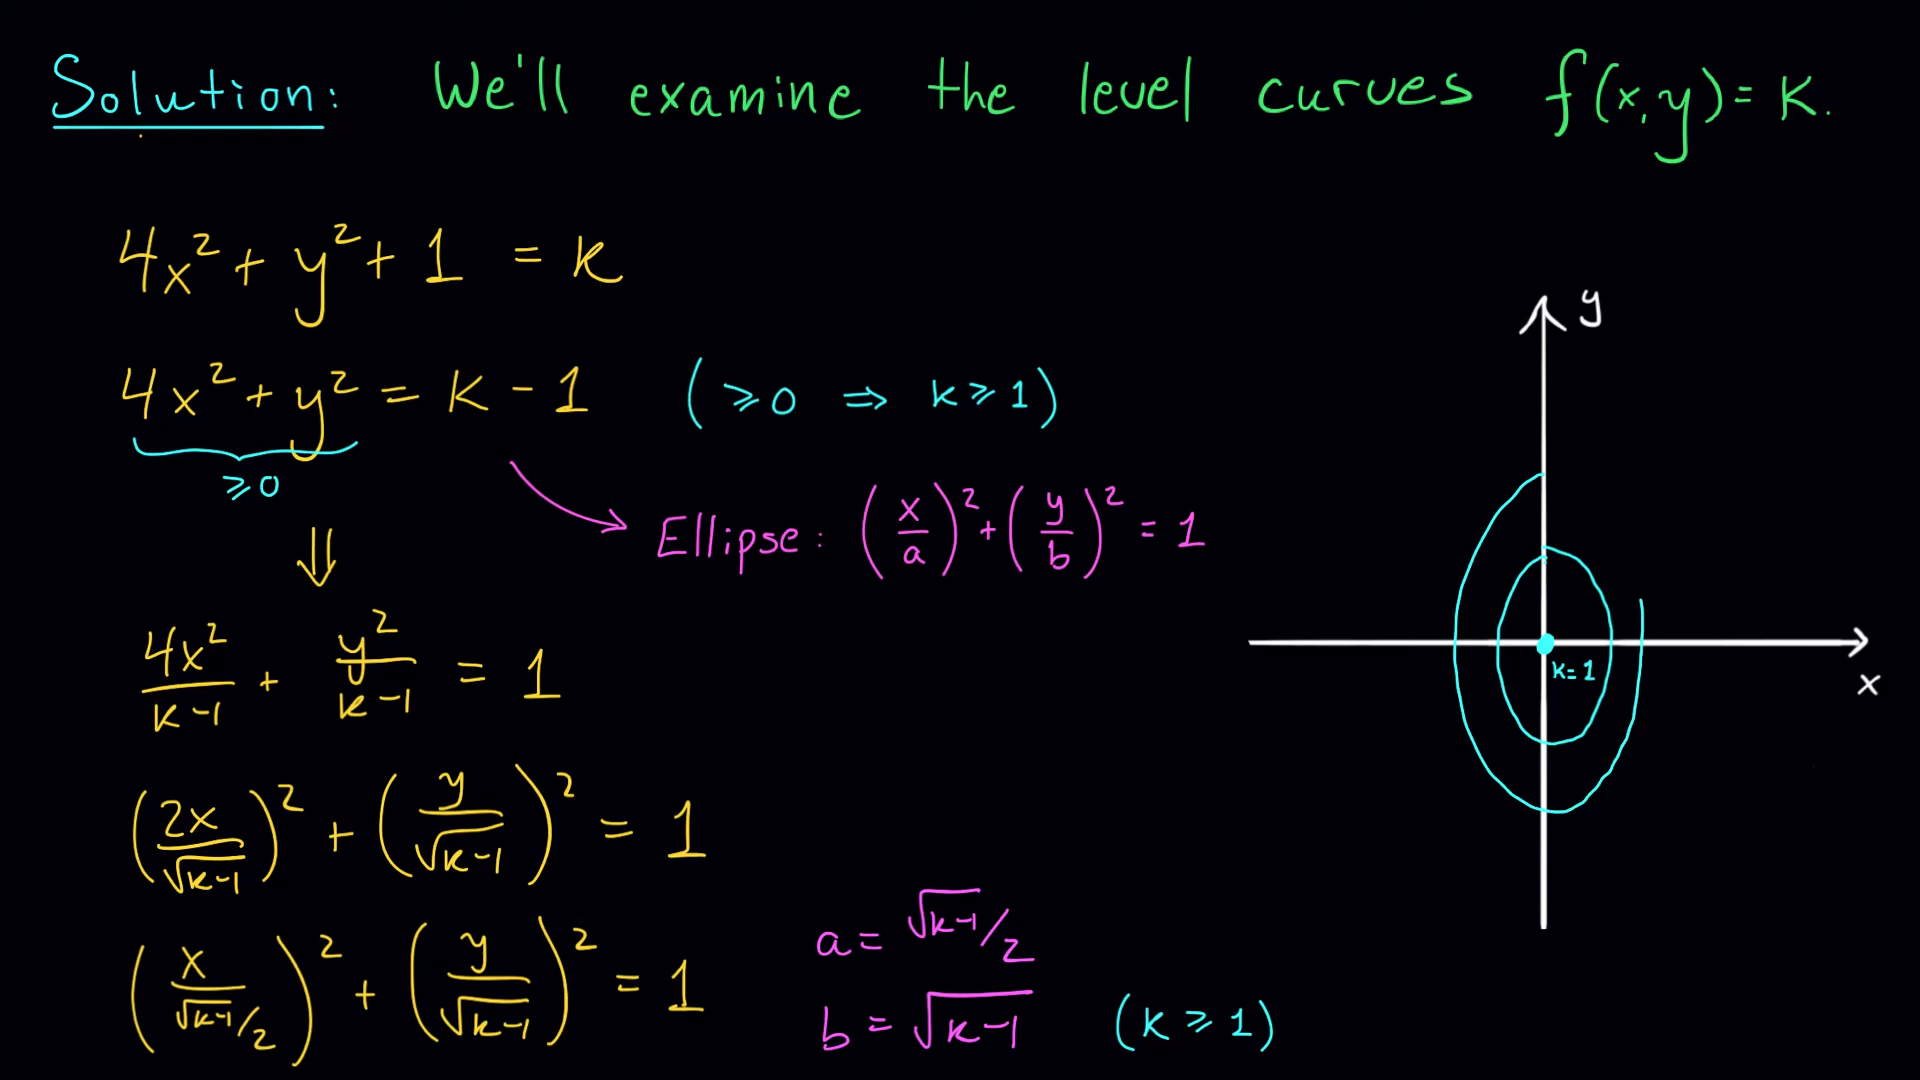 Solution: We'll examine the level curves f(x,y)=K.
4x² + y² + 1 = k
4x² + y² = K - 1 (≥0 ⇒ k≥1)
≥0
⇓
Ellipse: (x/a)² + (y/b)² = 1
4x²/(k-1) + y²/(k-1) = 1
(2x/√(k-1))² + (y/√(k-1))² = 1
(x/(√(k-1)/2))² + (y/√(k-1))² = 1
a = √(k-1)/2
b = √(k-1) (k ≥ 1)
y
k=1
x